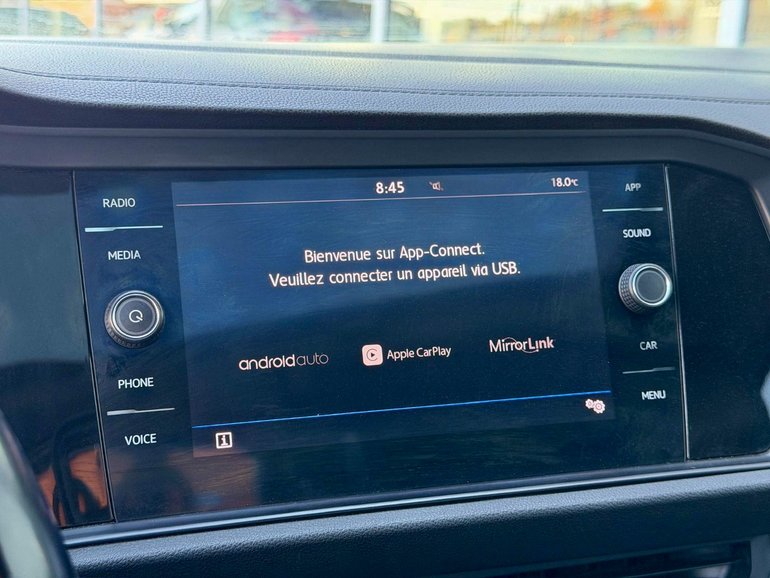 RADIO
MEDIA
PHONE
VOICE
8:45
18.0°C
Bienvenue sur App-Connect.
Veuillez connecter un appareil via USB.
androidauto
Apple CarPlay
MirrorLink
i
APP
SOUND
CAR
MENU